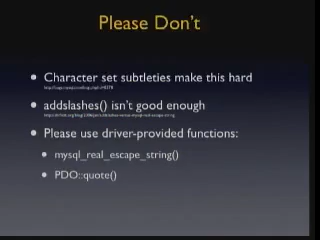 Please Don't
• Character set subtleties make this hard
• addslashes() isn't good enough
• Please use driver-provided functions:
• mysql_real_escape_string()
• PDO::quote()